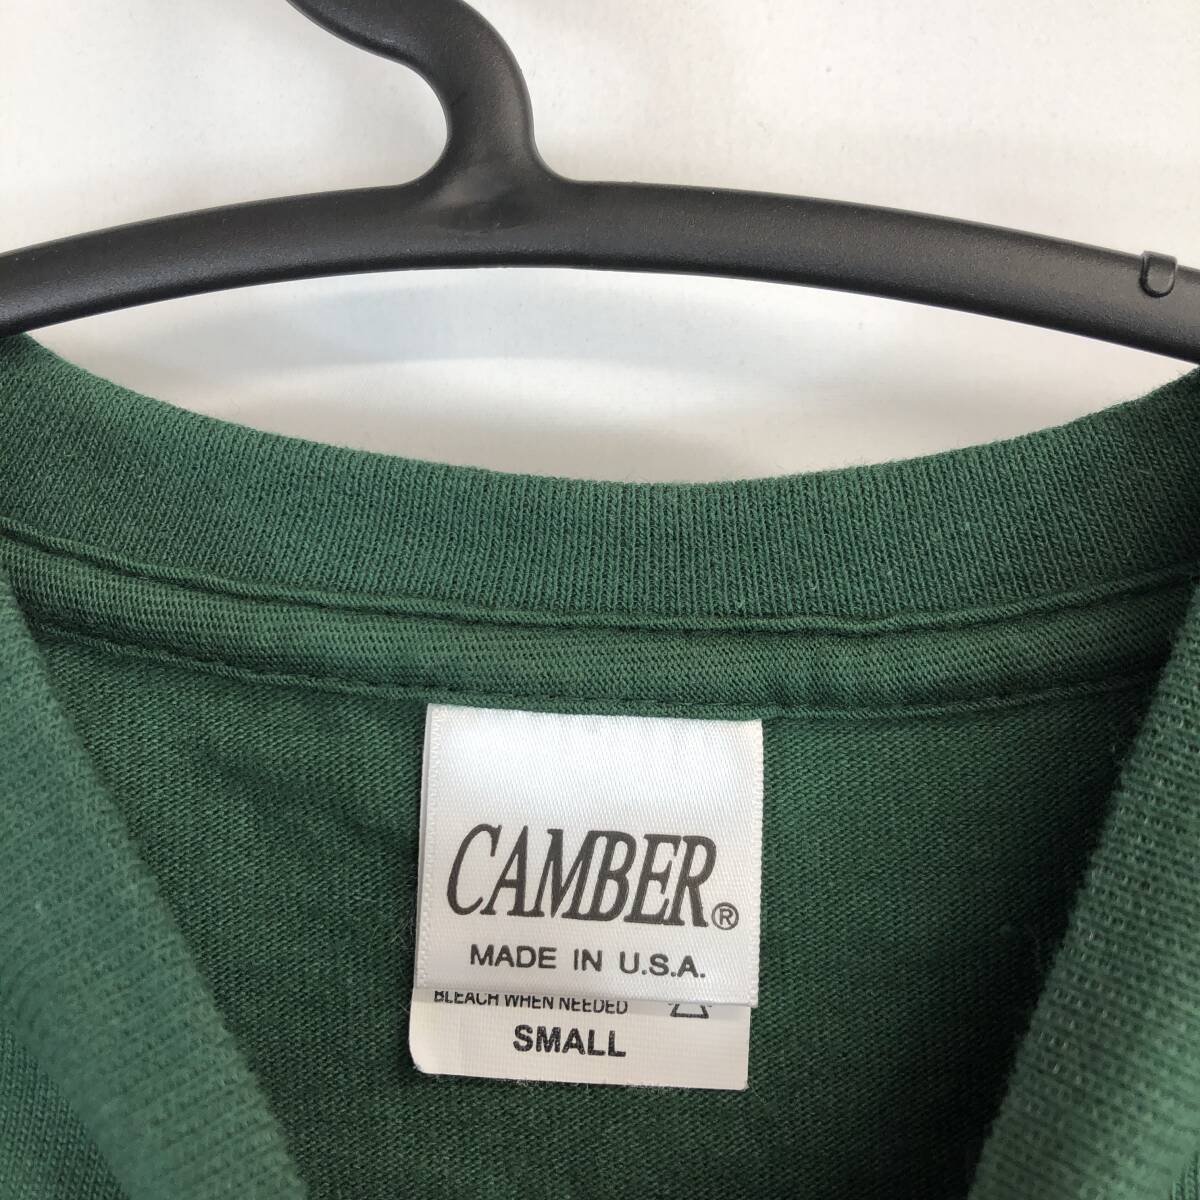 CAMBER®
MADE IN U.S.A.
BLEACH WHEN NEEDED
SMALL